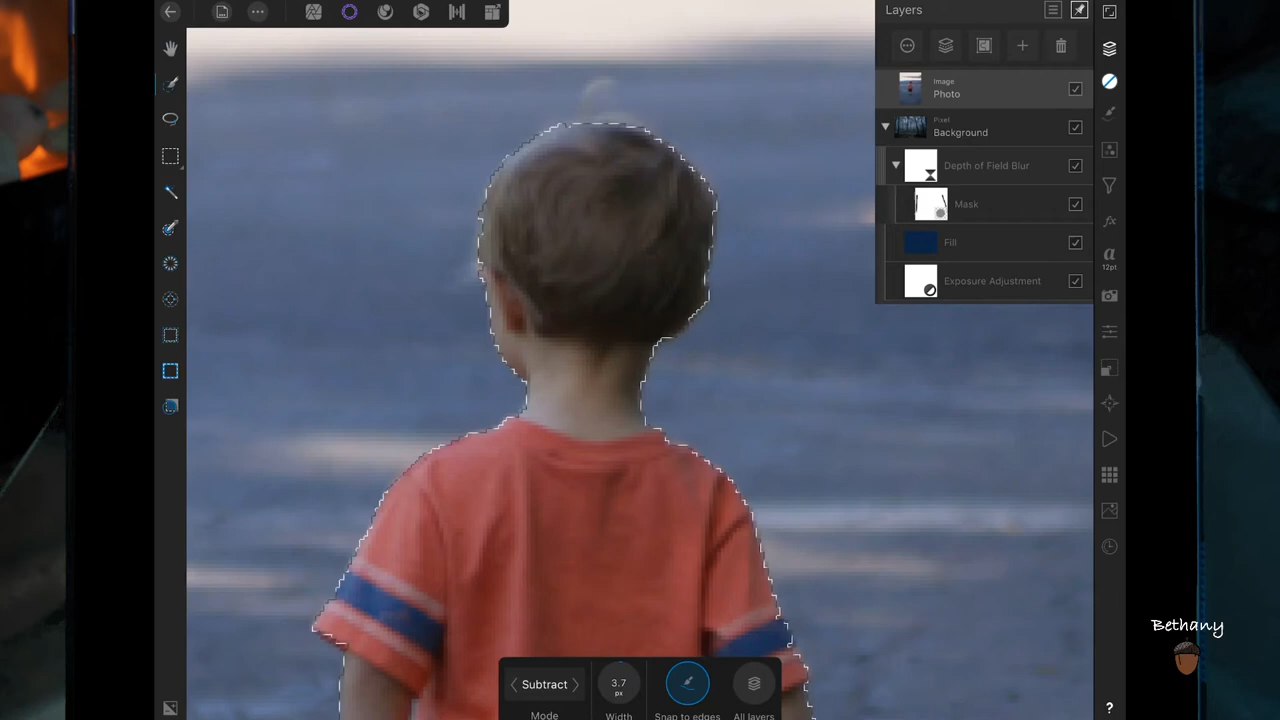 Layers
Image
Photo
Pixel
Background
Depth of Field Blur
Mask
Fill
Exposure Adjustment
12pt
Bethany
Subtract
3.7
px
Mode
Width
Snap to edges
All layers
?